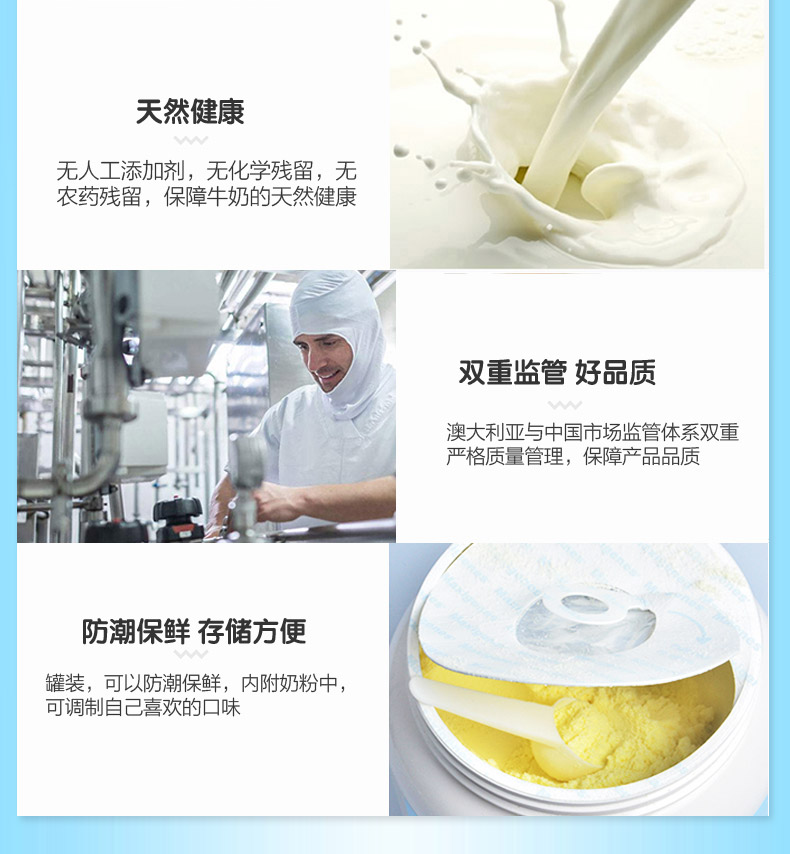 天然健康
无人工添加剂，无化学残留，无
农药残留，保障牛奶的天然健康
双重监管 好品质
澳大利亚与中国市场监管体系双重
严格质量管理，保障产品品质
防潮保鲜 存储方便
罐装，可以防潮保鲜，内附奶粉中，
可调制自己喜欢的口味